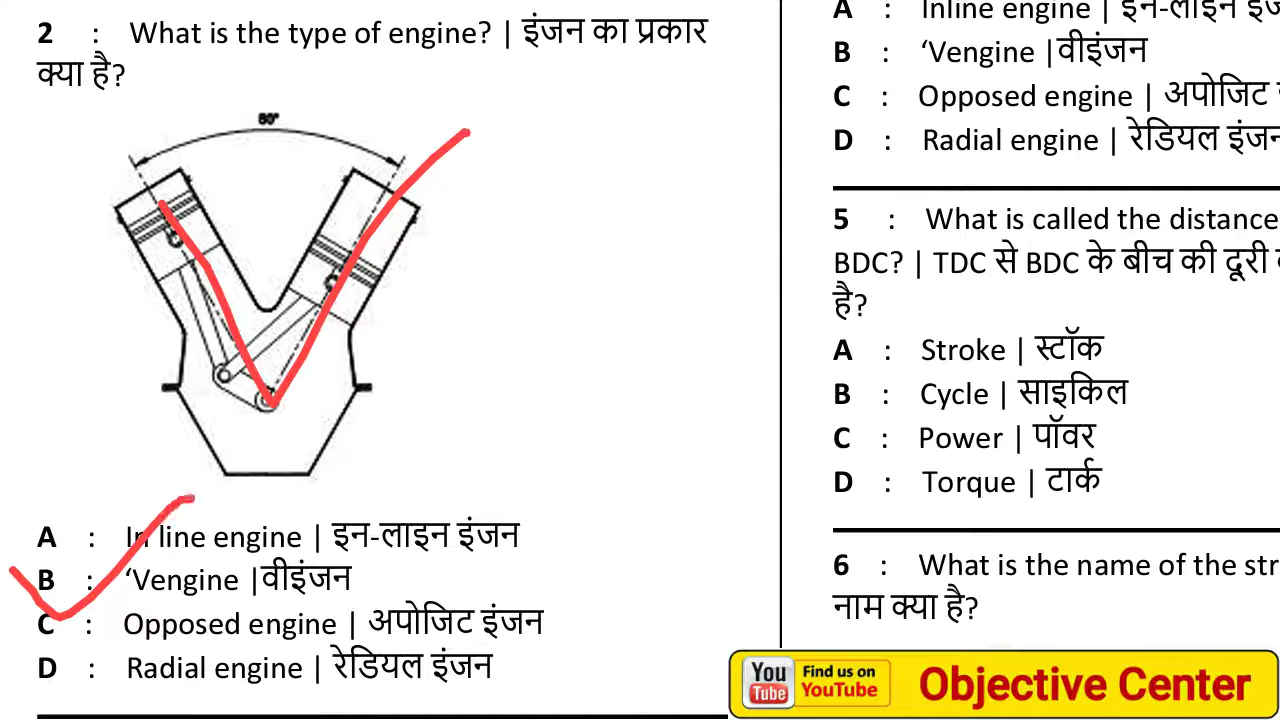 2 : What is the type of engine? | इंजन का प्रकार
क्या है?
60°
A : In line engine | इन-लाइन इंजन
B : ‘Vengine |वीइंजन
C : Opposed engine | अपोजिट इंजन
D : Radial engine | रेडियल इंजन
A : Inline engine | इन-लाइन
B : ‘Vengine |वीइंजन
C : Opposed engine | अपोजिट
D : Radial engine | रेडियल इंजन
5 : What is called the distance
BDC? | TDC से BDC के बीच की दूरी
है?
A : Stroke | स्टॉक
B : Cycle | साइकिल
C : Power | पॉवर
D : Torque | टार्क
6 : What is the name of the str
नाम क्या है?
You Tube
Find us on
YouTube
Objective Center